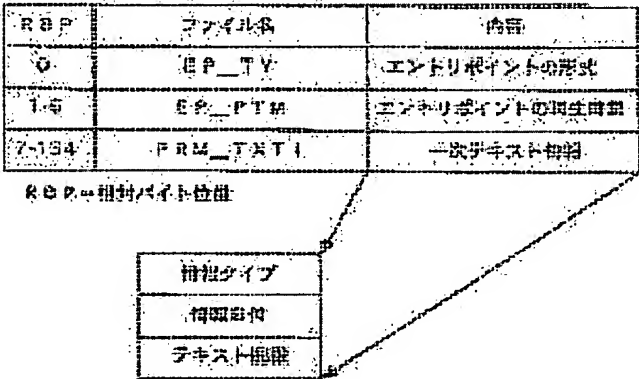 RBP ファイル名 内容
0 EP_TY エントリポイントの形式
1-6 EP_PTM エントリポイントの再生時間
7-134 PRM_TXTI 一次テキスト情報
RBP=相対バイト位置
情報タイプ
情報
テキスト